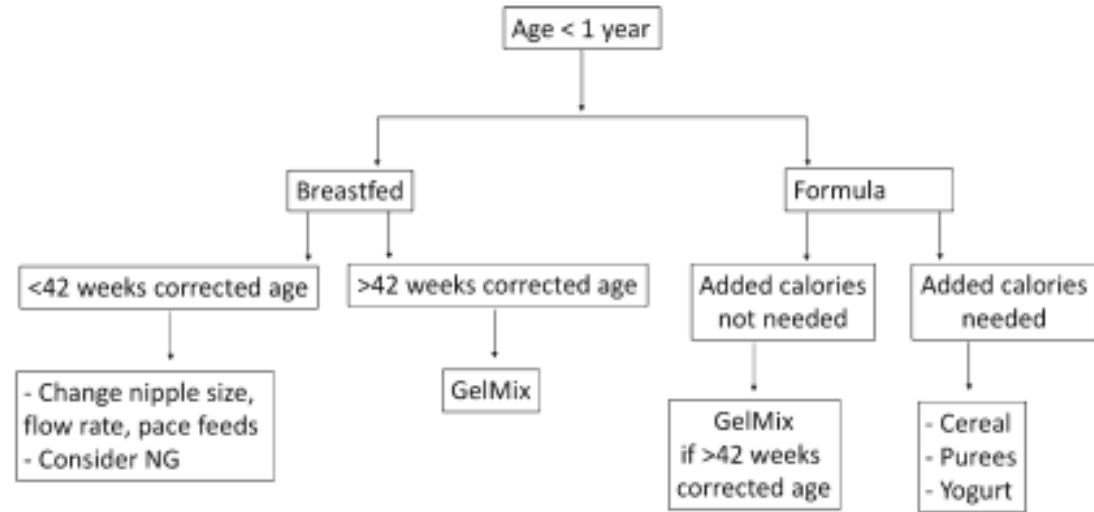 Age < 1 year
Breastfed
Formula
<42 weeks corrected age
>42 weeks corrected age
Added calories
not needed
Added calories
needed
- Change nipple size,
flow rate, pace feeds
- Consider NG
GelMix
GelMix
if >42 weeks
corrected age
- Cereal
- Purees
- Yogurt